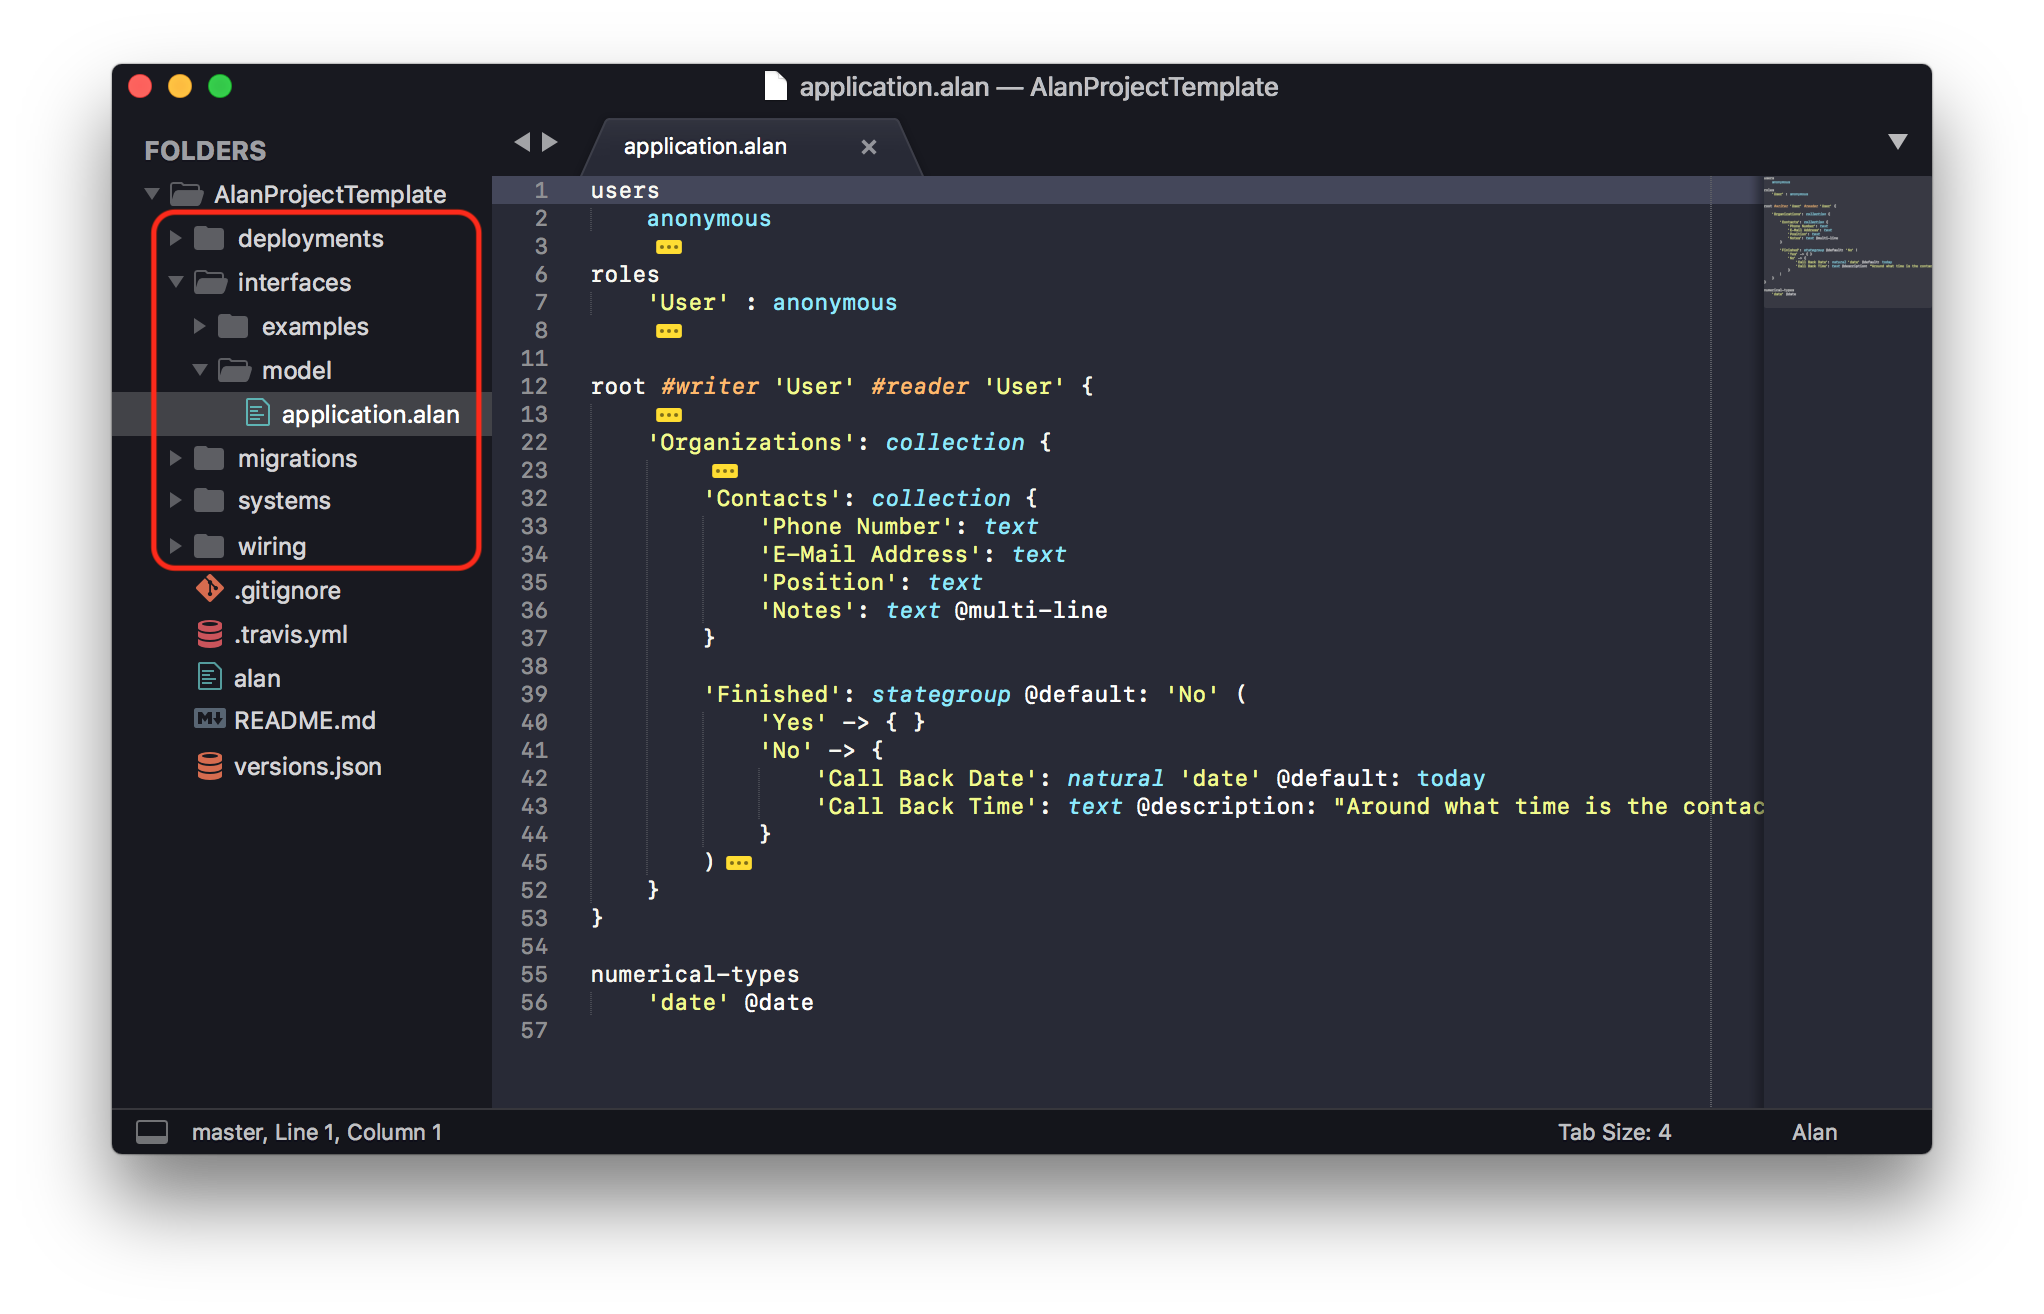 application.alan — AlanProjectTemplate
FOLDERS
AlanProjectTemplate
deployments
interfaces
examples
model
application.alan
migrations
systems
wiring
.gitignore
.travis.yml
alan
README.md
versions.json
application.alan ×
1 users
2     anonymous
3     ...
6 roles
7     'User' : anonymous
8     ...
11
12 root #writer 'User' #reader 'User' {
13     ...
22     'Organizations': collection {
23         ...
32         'Contacts': collection {
33             'Phone Number': text
34             'E-Mail Address': text
35             'Position': text
36             'Notes': text @multi-line
37         }
38
39         'Finished': stategroup @default: 'No' (
40             'Yes' -> { }
41             'No' -> {
42                 'Call Back Date': natural 'date' @default: today
43                 'Call Back Time': text @description: "Around what time is the contac
44             }
45         ) ...
52     }
53 }
54
55 numerical-types
56     'date' @date
57
master, Line 1, Column 1
Tab Size: 4
Alan